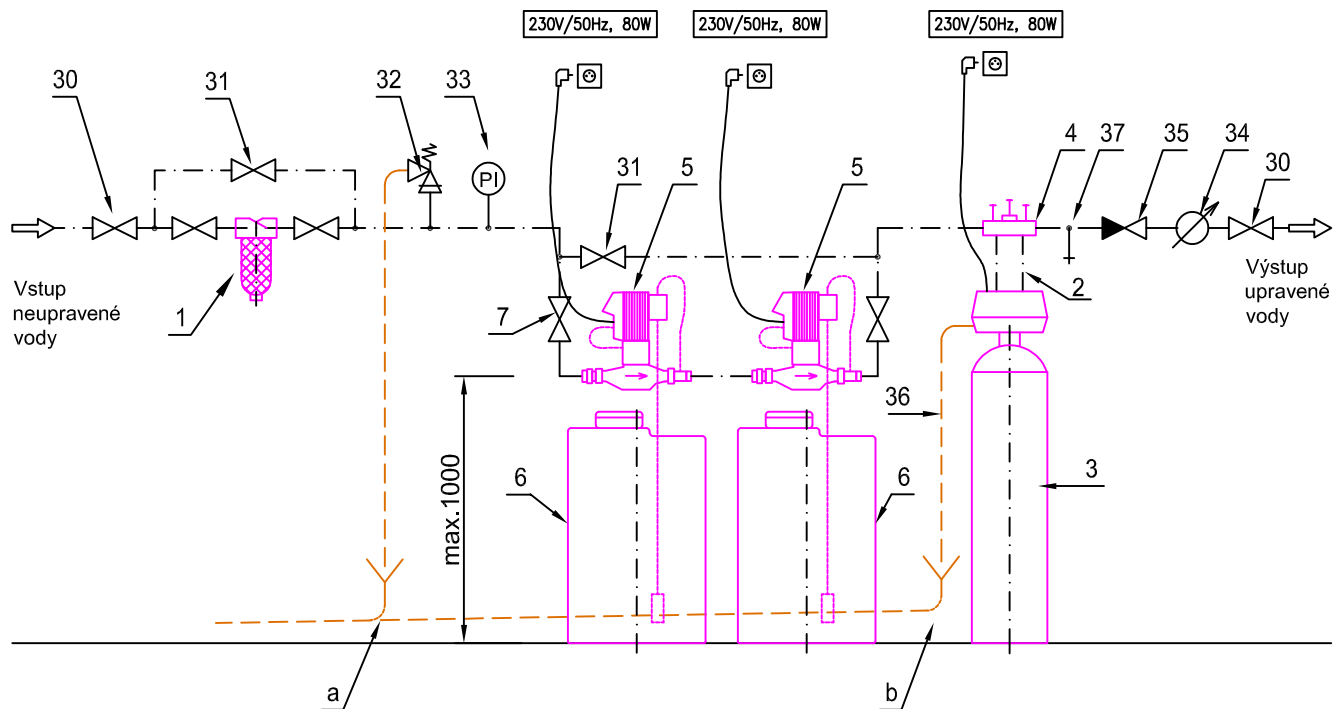 230V/50Hz, 80W
230V/50Hz, 80W
230V/50Hz, 80W
30
31
32
33
31
5
5
4
37
35
34
30
PI
Vstup
neupravené
vody
1
7
2
Výstup
upravené
vody
36
max.1000
6
6
3
a
b